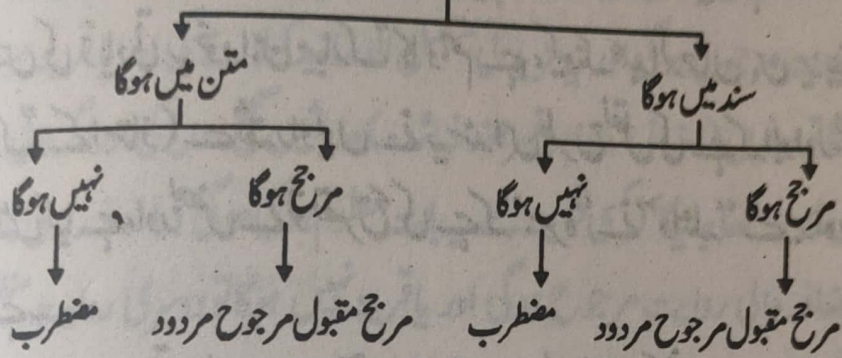 سند میں ہوگا متن میں ہوگا
مرجح ہوگا نہیں ہوگا مرجح ہوگا نہیں ہوگا
مرجح مقبول مرجوح مردود مضطرب مرجح مقبول مرجوح مردود مضطرب